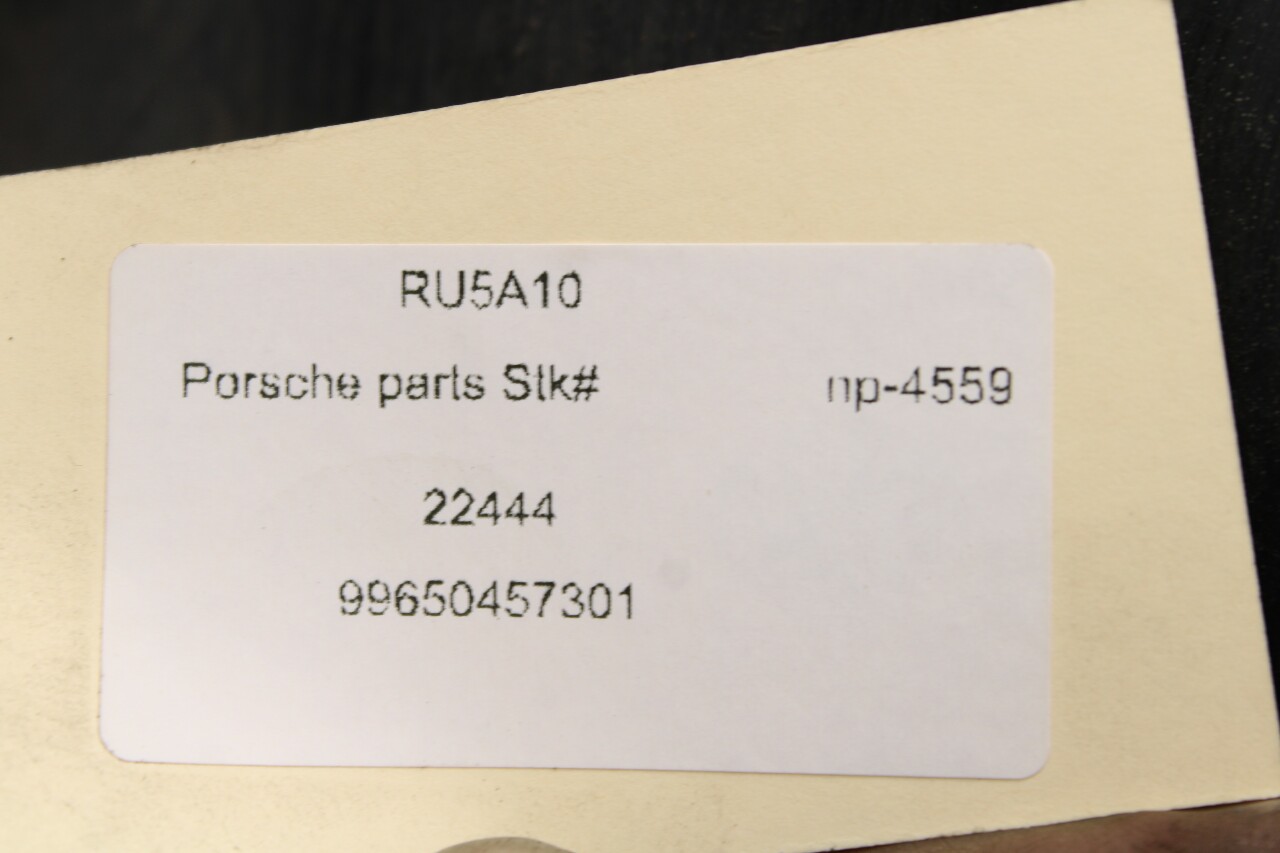 RU5A10
Porsche parts Stk# np-4559
22444
99650457301